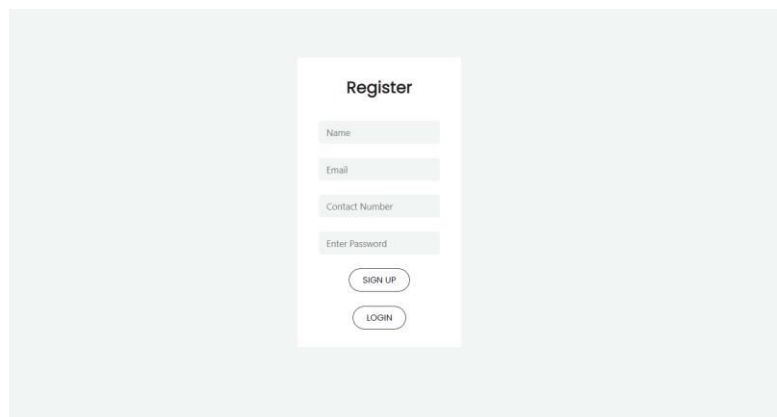 Register
Name
Email
Contact Number
Enter Password
SIGN UP
LOGIN